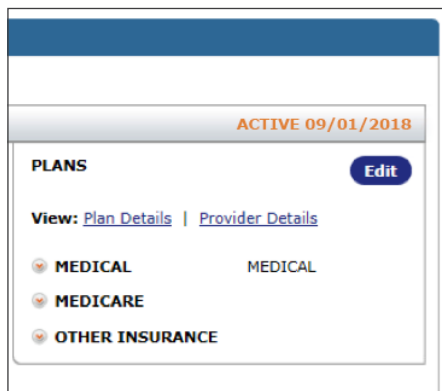 ACTIVE 09/01/2018
PLANS Edit
View: Plan Details | Provider Details
MEDICAL MEDICAL
MEDICARE
OTHER INSURANCE